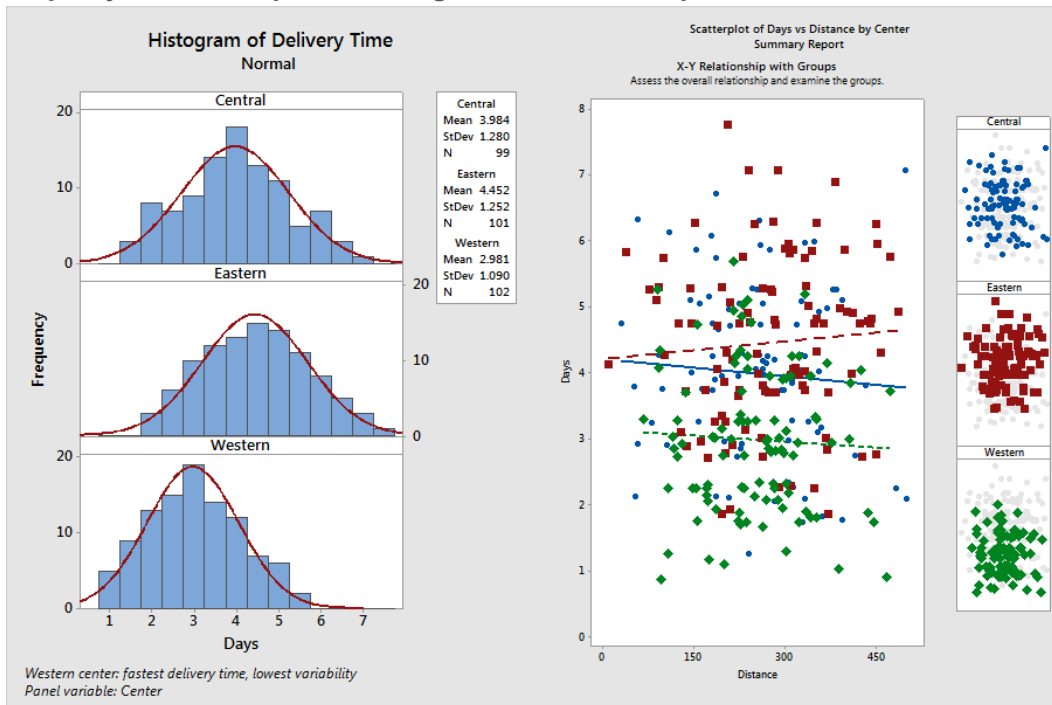 Histogram of Delivery Time
Normal
Central
Eastern
Western
Frequency
20
10
0
20
10
0
20
10
0
1 2 3 4 5 6 7
Days
Central
Mean 3.984
StDev 1.280
N 99
Eastern
Mean 4.452
StDev 1.252
N 101
Western
Mean 2.981
StDev 1.090
N 102
Western center: fastest delivery time, lowest variability
Panel variable: Center
Scatterplot of Days vs Distance by Center
Summary Report
X-Y Relationship with Groups
Assess the overall relationship and examine the groups.
8
7
6
5
4
3
2
1
0
Days
0 150 300 450
Distance
Central
Eastern
Western